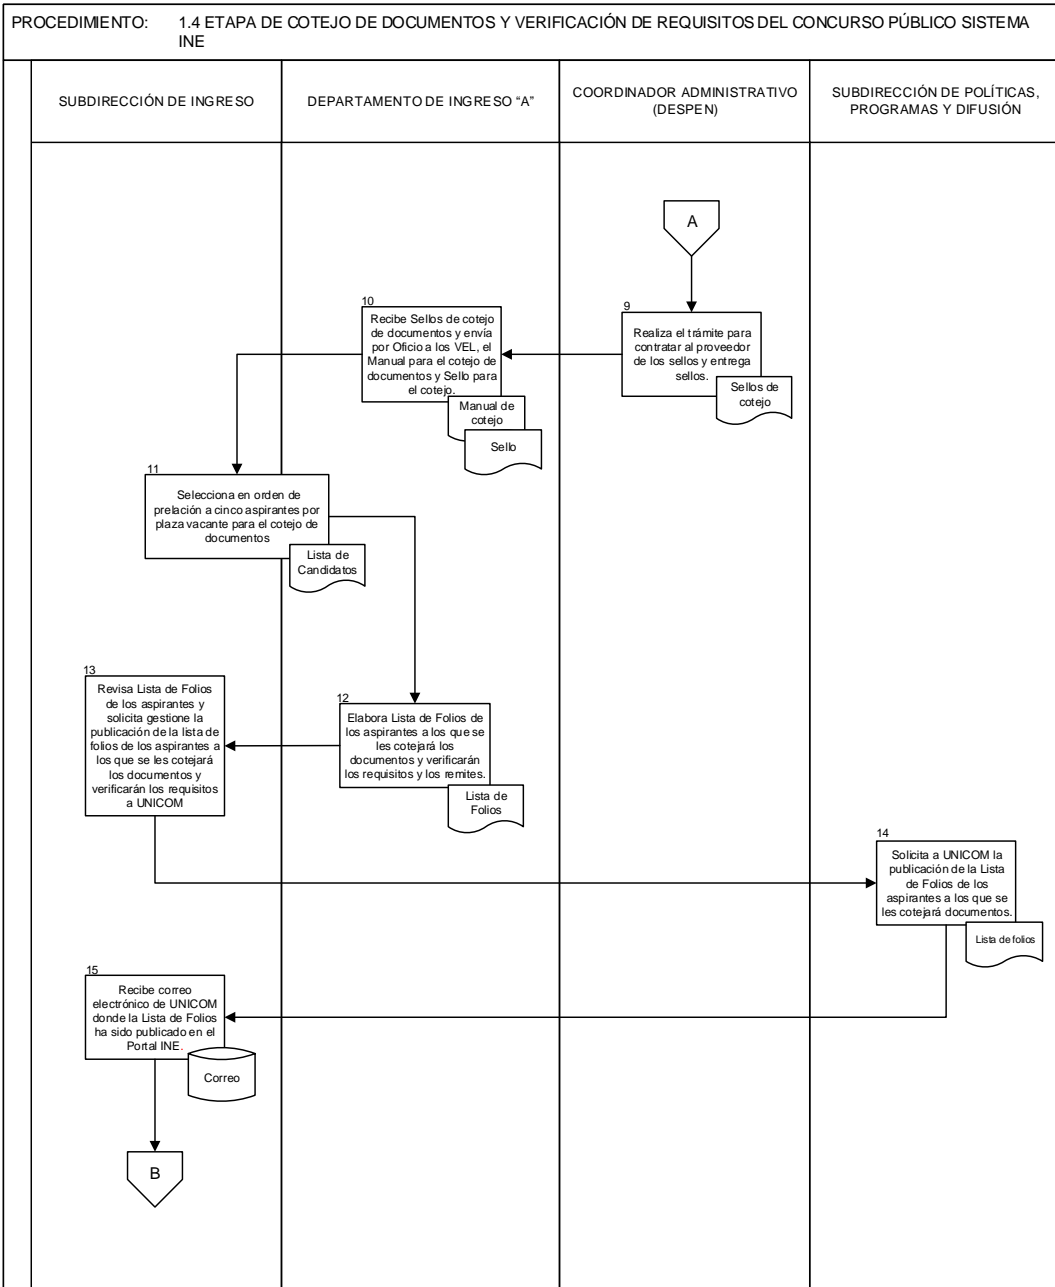 PROCEDIMIENTO: 1.4 ETAPA DE COTEJO DE DOCUMENTOS Y VERIFICACIÓN DE REQUISITOS DEL CONCURSO PÚBLICO SISTEMA
INE
SUBDIRECCIÓN DE INGRESO
DEPARTAMENTO DE INGRESO “A”
COORDINADOR ADMINISTRATIVO
(DESPEN)
SUBDIRECCIÓN DE POLÍTICAS,
PROGRAMAS Y DIFUSIÓN
A
9
Realiza el trámite para
contratar al proveedor
de los sellos y entrega
sellos.
Sellos de
cotejo
10
Recibe Sellos de cotejo
de documentos y envía
por Oficio a los VEL, el
Manual para el cotejo de
documentos y Sello para
el cotejo.
Manual de
cotejo
Sello
11
Selecciona en orden de
prelación a cinco aspirantes por
plaza vacante para el cotejo de
documentos
Lista de
Candidatos
12
Elabora Lista de Folios de
los aspirantes a los que se
les cotejará los
documentos y verificarán
los requisitos y los remites.
Lista de
Folios
13
Revisa Lista de Folios
de los aspirantes y
solicita gestione la
publicación de la lista de
folios de los aspirantes a
los que se les cotejará
los documentos y
verificarán los requisitos
a UNICOM
14
Solicita a UNICOM la
publicación de la Lista
de Folios de los
aspirantes a los que se
les cotejará documentos.
Lista de folios
15
Recibe correo
electrónico de UNICOM
donde la Lista de Folios
ha sido publicado en el
Portal INE.
Correo
B